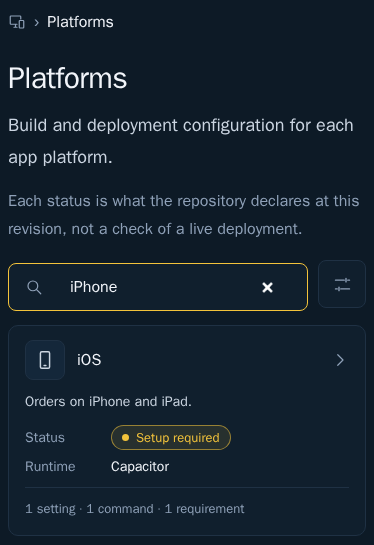 Platforms
Platforms
Build and deployment configuration for each
app platform.
Each status is what the repository declares at this
revision, not a check of a live deployment.
iPhone
iOS
Orders on iPhone and iPad.
Status Setup required
Runtime Capacitor
1 setting · 1 command · 1 requirement